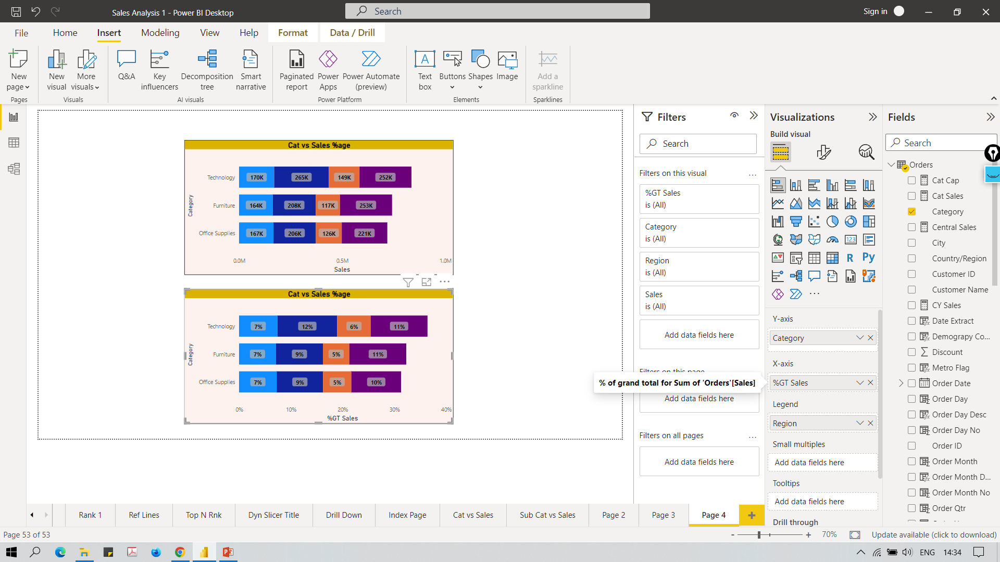 Sales Analysis 1 - Power BI Desktop
Search
Sign in
File
Home
Insert
Modeling
View
Help
Format
Data / Drill
New page
New visual
More visuals
Q&A
Key influencers
Decomposition tree
Smart narrative
Paginated report
Power Apps
Power Automate (preview)
Text box
Buttons
Shapes
Image
Add a sparkline
Pages
Visuals
AI visuals
Power Platform
Elements
Sparklines
Cat vs Sales %age
Category
Technology
170K
265K
149K
252K
Furniture
164K
208K
117K
253K
Office Supplies
167K
206K
126K
221K
0.0M
0.5M
1.0M
Sales
Cat vs Sales %age
Category
Technology
7%
12%
6%
11%
Furniture
7%
9%
5%
11%
Office Supplies
7%
9%
5%
10%
0%
10%
20%
30%
40%
%GT Sales
Filters
Search
Filters on this visual
...
%GT Sales
is (All)
Category
is (All)
Region
is (All)
Sales
is (All)
Add data fields here
% of grand total for Sum of 'Orders'[Sales]
Add data fields here
Filters on all pages
...
Add data fields here
Visualizations
Build visual
123
R
Py
Y-axis
Category
X-axis
%GT Sales
Legend
Region
Small multiples
Add data fields here
Tooltips
Add data fields here
Drill through
Fields
Search
Orders
Cat Cap
Cat Sales
Category
Central Sales
City
Country/Region
Customer ID
Customer Name
CY Sales
Date Extract
Demograpy Co...
Discount
Metro Flag
Order Date
Order Day
Order Day Desc
Order Day No
Order ID
Order Month
Order Month D...
Order Month No
Order Qtr
Rank 1
Ref Lines
Top N Rnk
Dyn Slicer Title
Drill Down
Index Page
Cat vs Sales
Sub Cat vs Sales
Page 2
Page 3
Page 4
Page 53 of 53
70%
Update available (click to download)
ENG
14:34